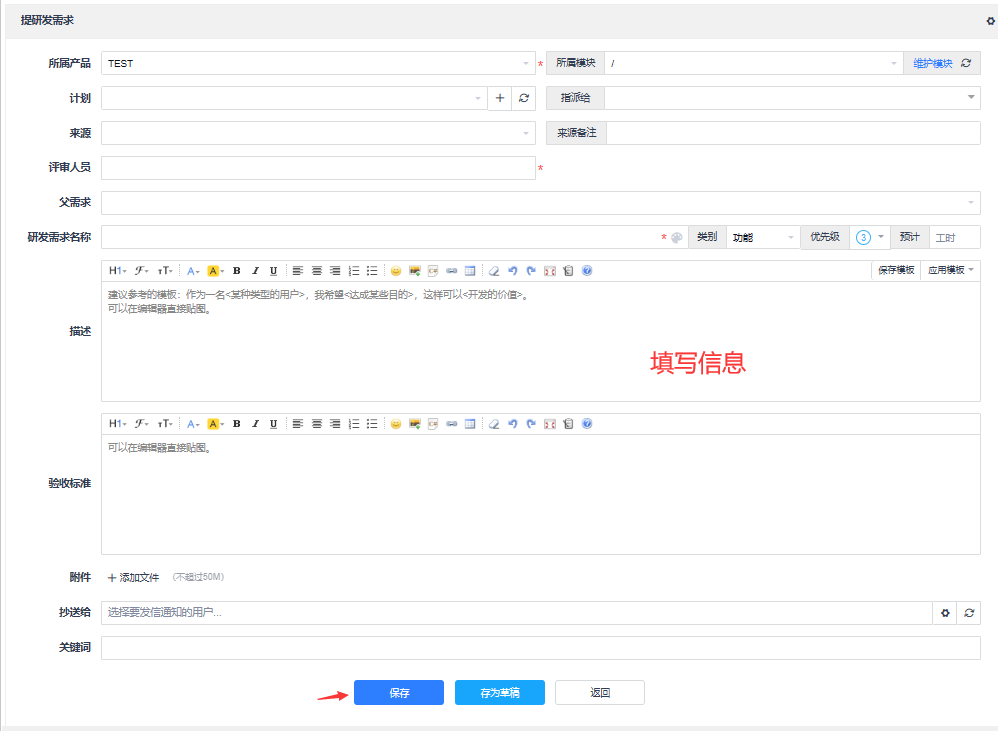 提研发需求
所属产品 TEST * 所属模块 / 维护模块
计划 指派给
来源 来源备注
评审人员 *
父需求
研发需求名称 * 类别 功能 优先级 3 预计 工时
H1 F TT A A B I U 保存模板 应用模板
建议参考的模板：作为一名<某种类型的用户>，我希望<达成某些目的>，这样可以<开发的价值>。
可以在编辑器直接贴图。
描述
填写信息
H1 F TT A A B I U
可以在编辑器直接贴图。
验收标准
附件 添加文件 (不超过50M)
抄送给 选择要发信通知的用户...
关键词
保存 存为草稿 返回